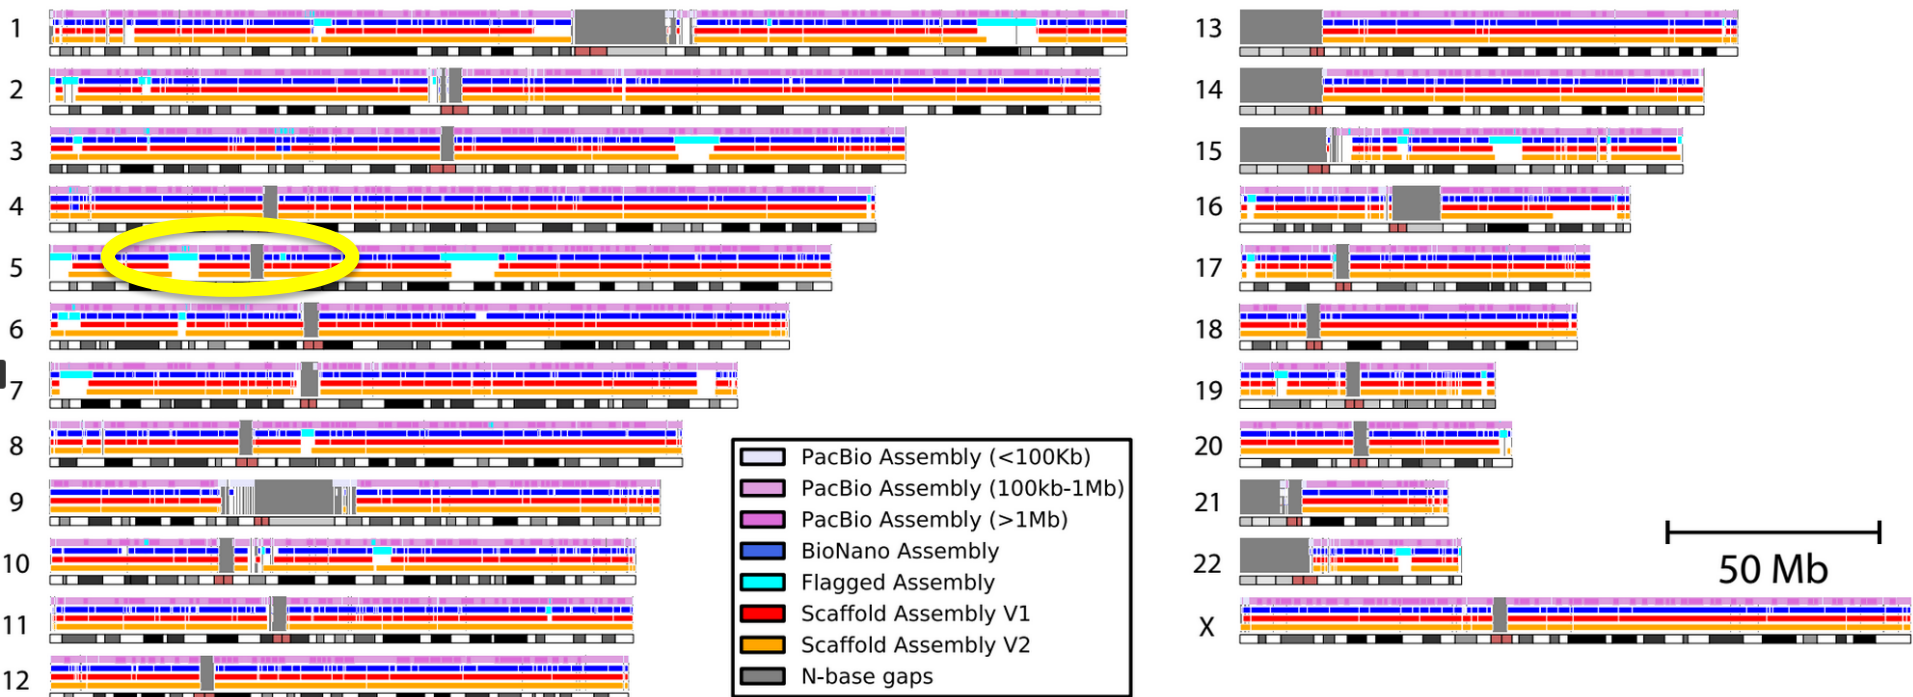 1
2
3
4
5
6
7
8
9
10
11
12
13
14
15
16
17
18
19
20
21
22
X
PacBio Assembly (<100Kb)
PacBio Assembly (100kb-1Mb)
PacBio Assembly (>1Mb)
BioNano Assembly
Flagged Assembly
Scaffold Assembly V1
Scaffold Assembly V2
N-base gaps
50 Mb